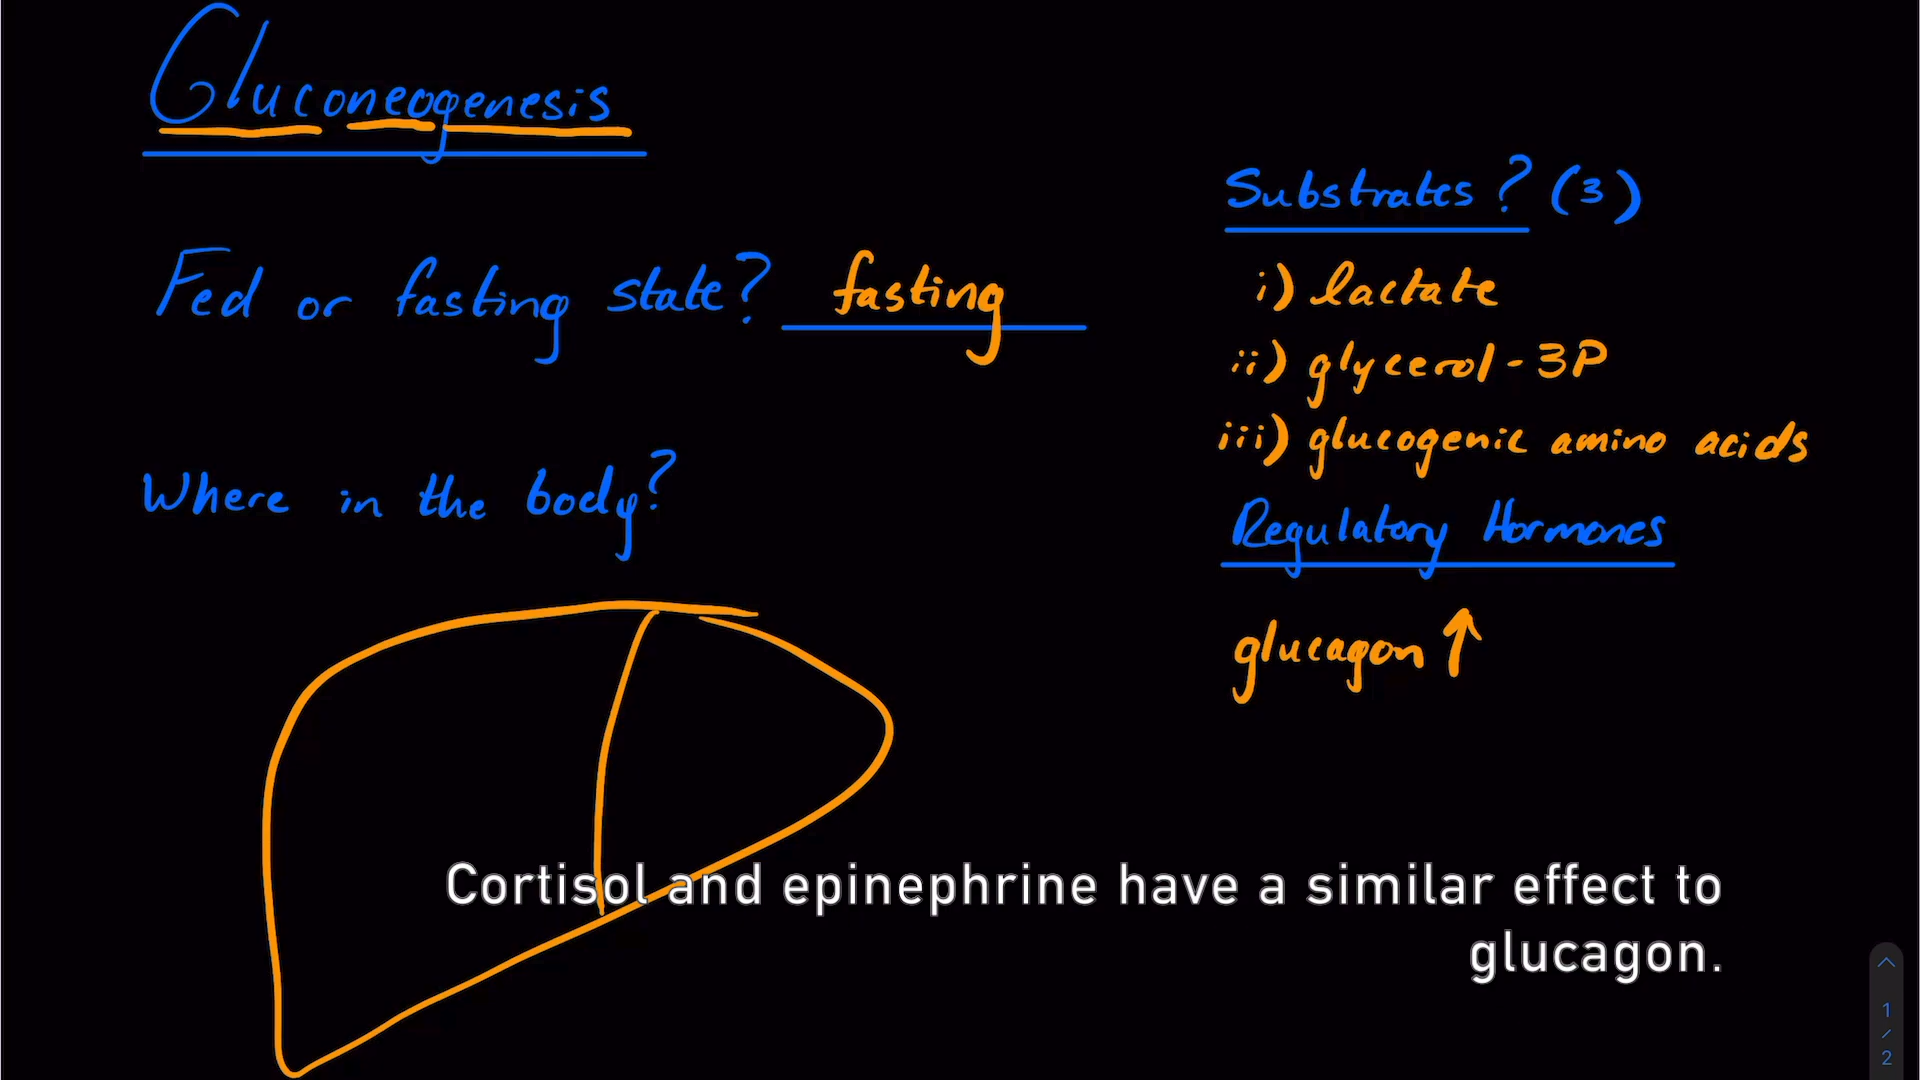 Gluconeogenesis
Fed or fasting state? fasting
Where in the body?
Substrates? (3)
i) lactate
ii) glycerol-3P
iii) glucogenic amino acids
Regulatory Hormones
glucagon ↑
Cortisol and epinephrine have a similar effect to
glucagon.
1
/
2